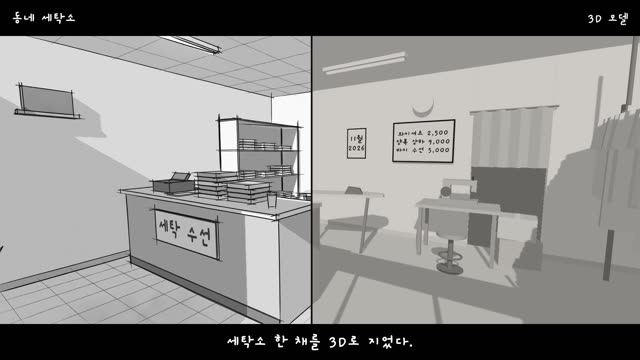 동네 세탁소
3D 모델
세탁 수선
11월
2026
와이셔츠 2,500
양복 상하 9,000
바지 수선 5,000
세탁소 한 채를 3D로 지었다.